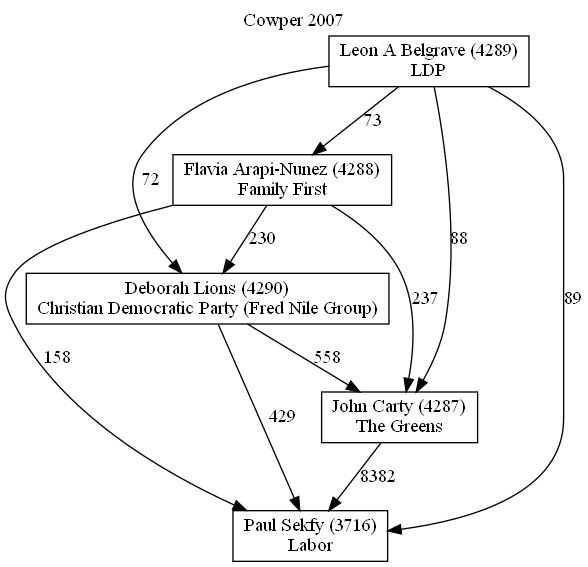 Cowper 2007
Leon A Belgrave (4289)
LDP
73
Flavia Arapi-Nunez (4288)
Family First
72
230
88
Deborah Lions (4290)
Christian Democratic Party (Fred Nile Group)
237
89
158
558
John Carty (4287)
The Greens
429
8382
Paul Sekfy (3716)
Labor